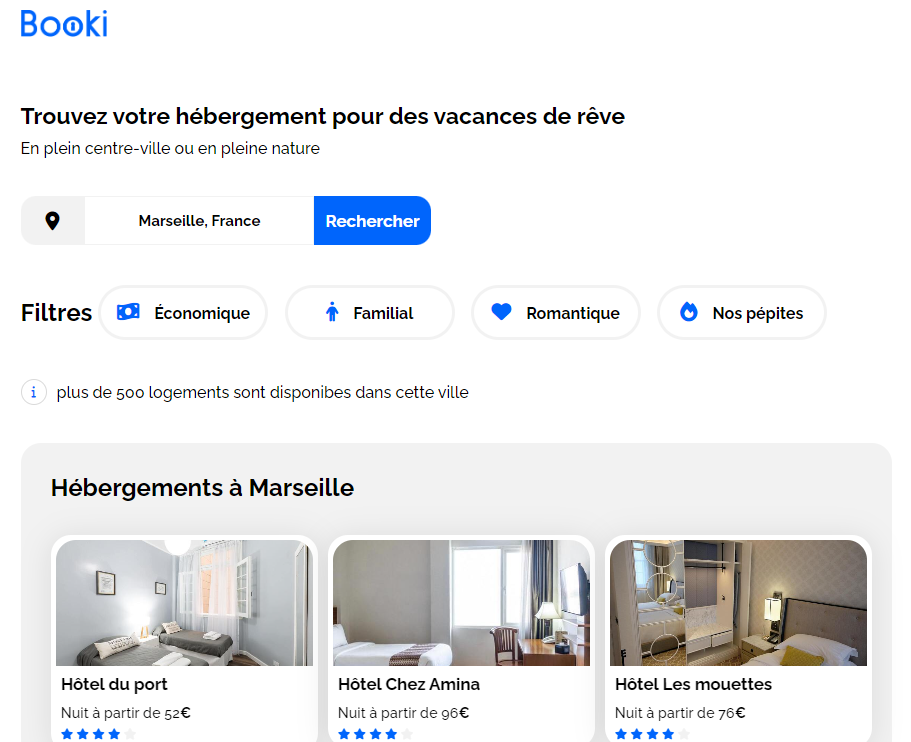 Booki
Trouvez votre hébergement pour des vacances de rêve
En plein centre-ville ou en pleine nature
Marseille, France Rechercher
Filtres Économique Familial Romantique Nos pépites
i plus de 500 logements sont disponibes dans cette ville
Hébergements à Marseille
Hôtel du port Hôtel Chez Amina Hôtel Les mouettes
Nuit à partir de 52€ Nuit à partir de 96€ Nuit à partir de 76€